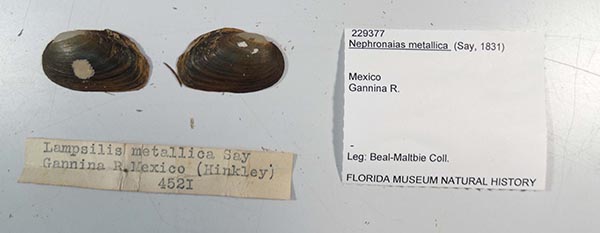 Lampsilis metallica Say
Gannina R.Mexico (Hinkley)
4521
229377
Nephronaias metallica (Say, 1831)
Mexico
Gannina R.
-
Leg: Beal-Maltbie Coll.
FLORIDA MUSEUM NATURAL HISTORY